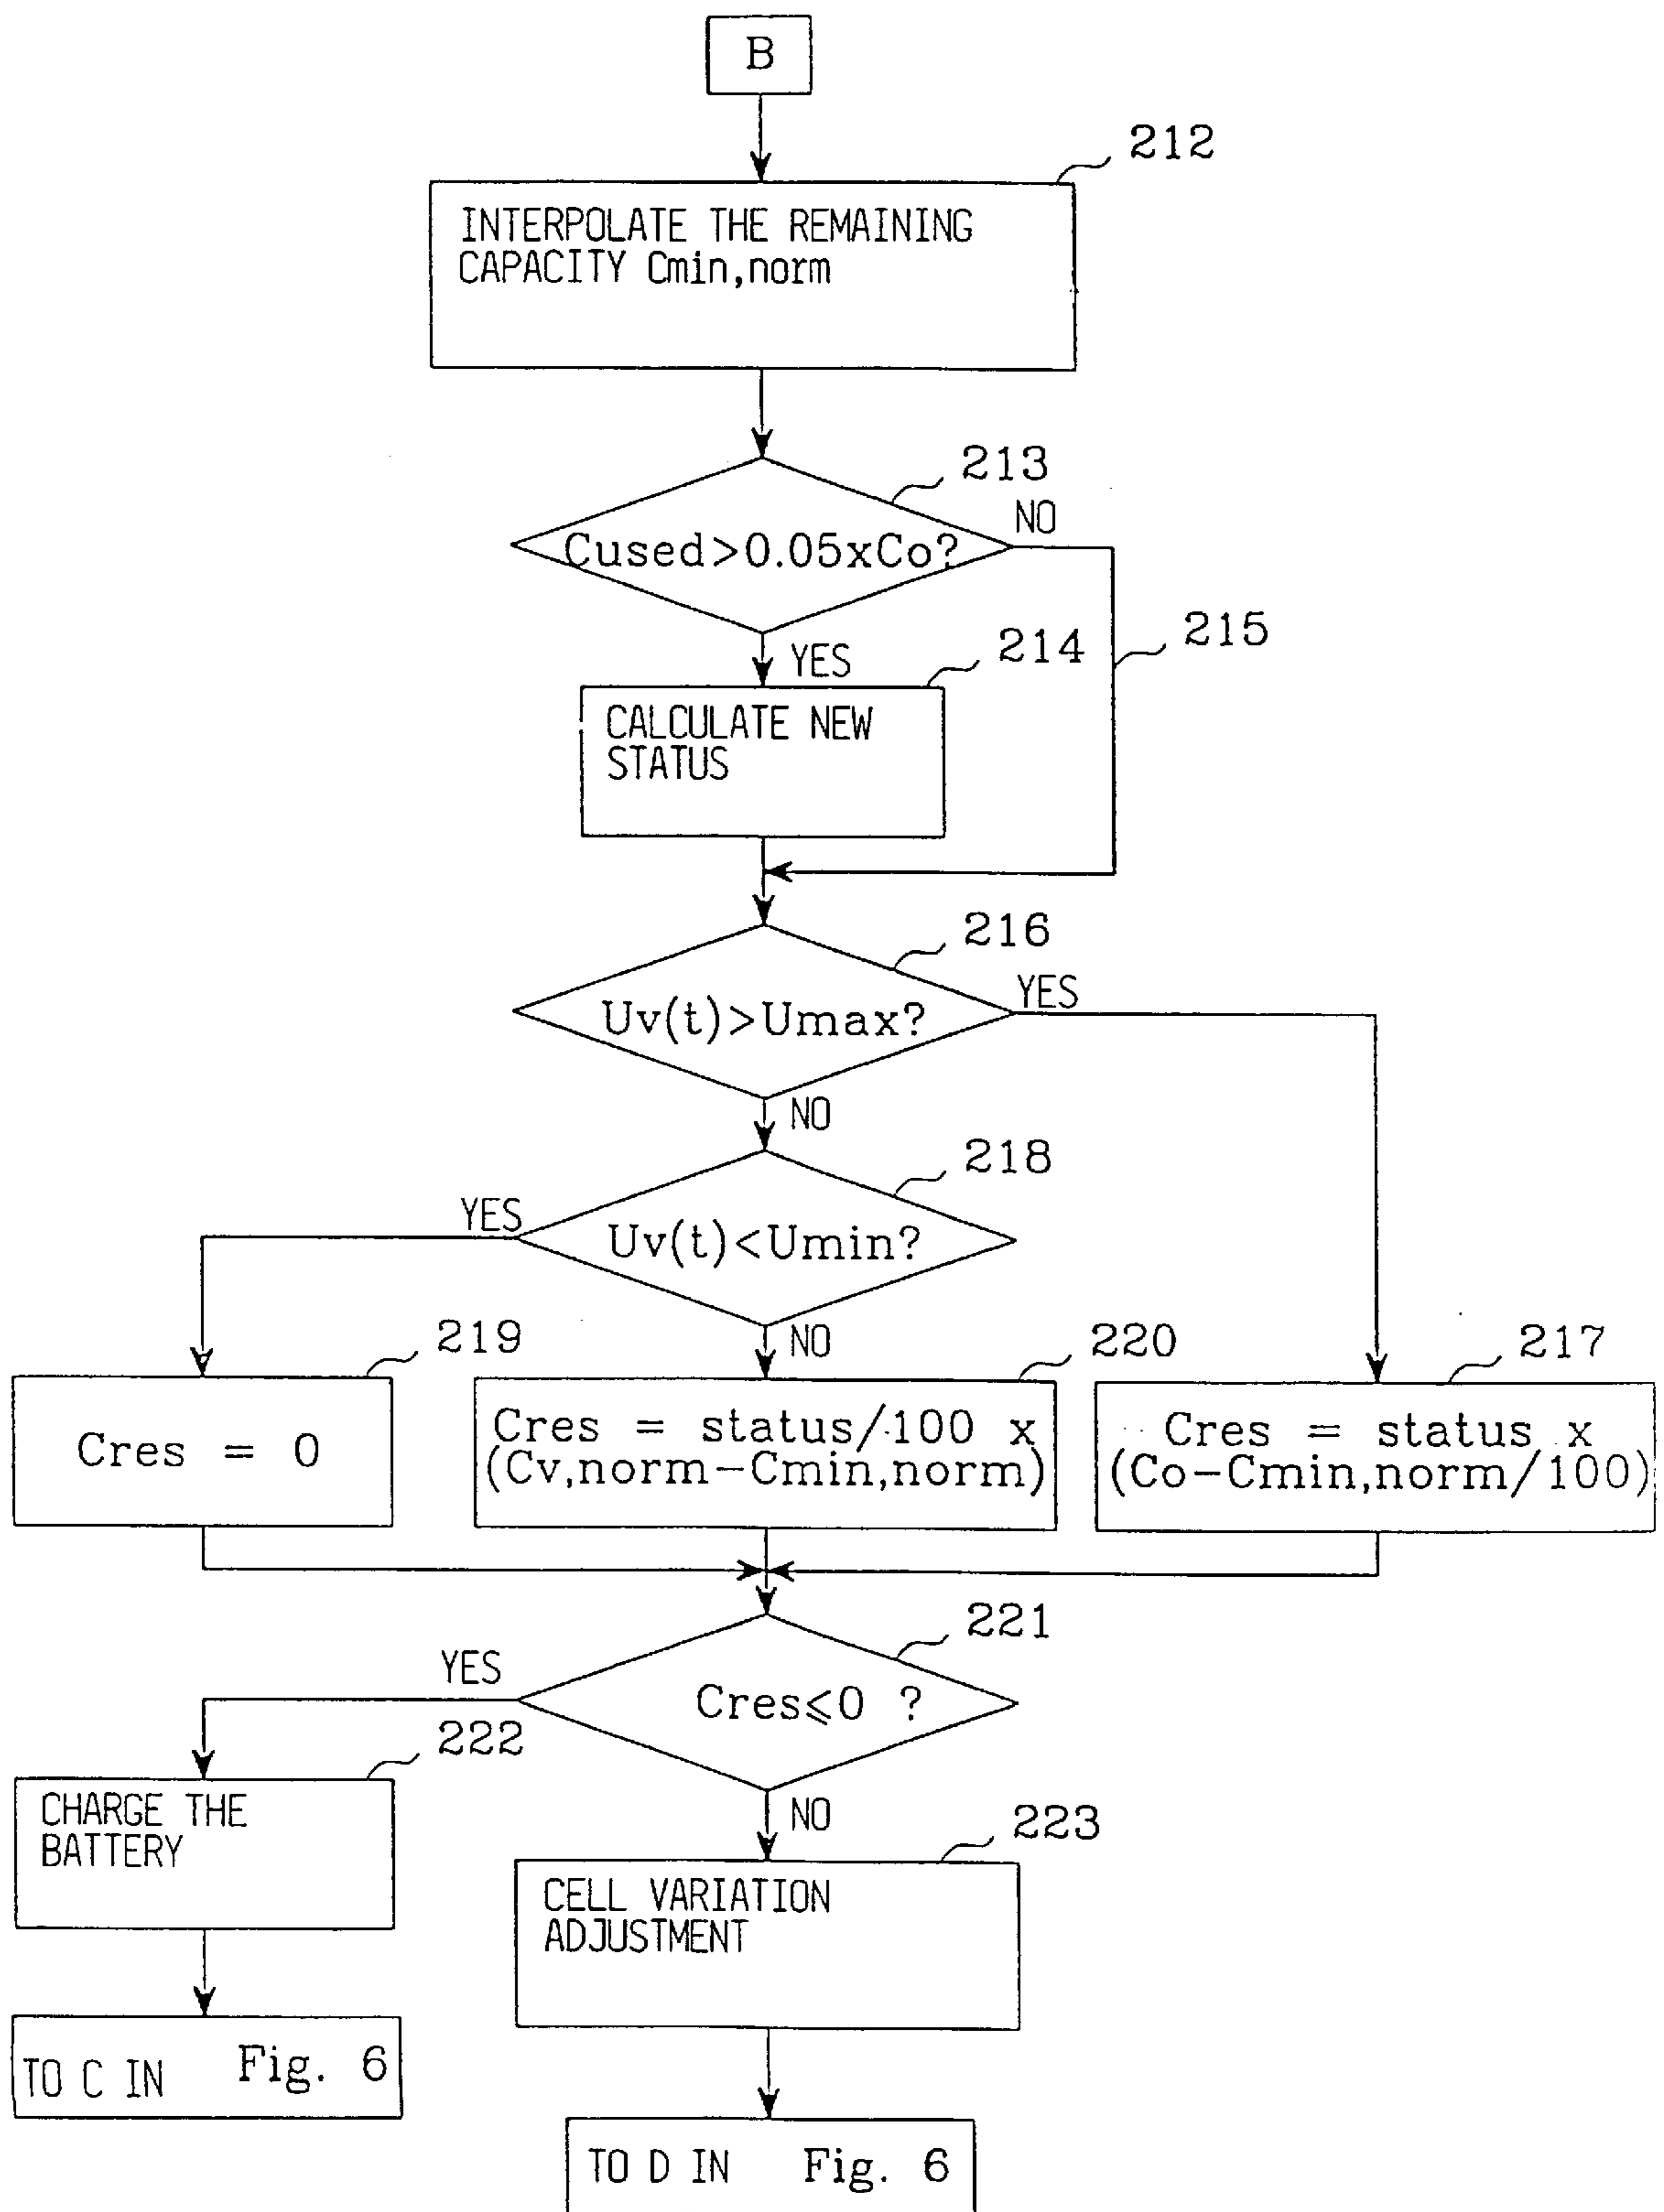 B
212
INTERPOLATE THE REMAINING
CAPACITY Cmin,norm
213
NO
Cused>0.05xCo?
215
214
YES
CALCULATE NEW
STATUS
216
YES
Uv(t)>Umax?
NO
218
YES
Uv(t)<Umin?
219
NO
220
217
Cres = 0
Cres = status/100 x
(Cv,norm-Cmin,norm)
Cres = status x
(Co-Cmin,norm/100)
221
YES
Cres⩽0 ?
222
CHARGE THE
BATTERY
NO
223
CELL VARIATION
ADJUSTMENT
TO C IN Fig. 6
TO D IN Fig. 6